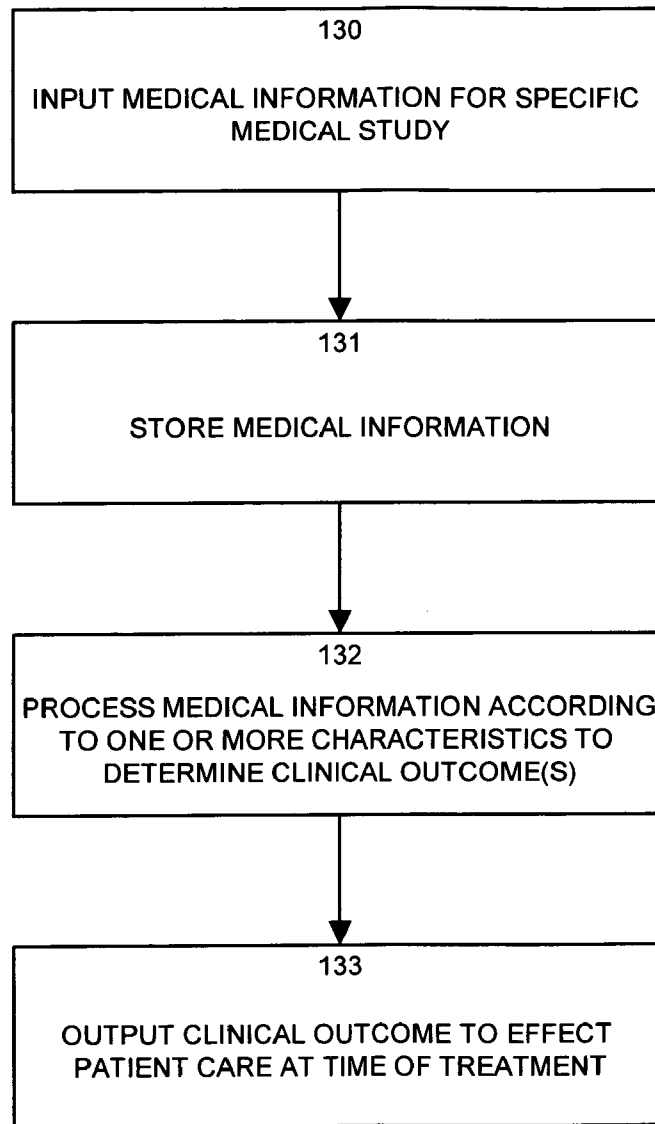 130
INPUT MEDICAL INFORMATION FOR SPECIFIC
MEDICAL STUDY
131
STORE MEDICAL INFORMATION
132
PROCESS MEDICAL INFORMATION ACCORDING
TO ONE OR MORE CHARACTERISTICS TO
DETERMINE CLINICAL OUTCOME(S)
133
OUTPUT CLINICAL OUTCOME TO EFFECT
PATIENT CARE AT TIME OF TREATMENT